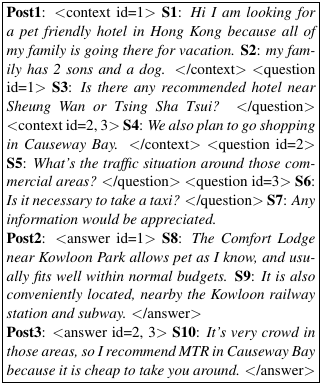 Post1: <context id=1> S1: Hi I am looking for
a pet friendly hotel in Hong Kong because all of
my family is going there for vacation. S2: my fam-
ily has 2 sons and a dog. </context> <question
id=1> S3: Is there any recommended hotel near
Sheung Wan or Tsing Sha Tsui? </question>
<context id=2, 3> S4: We also plan to go shopping
in Causeway Bay. </context> <question id=2>
S5: What's the traffic situation around those com-
mercial areas? </question> <question id=3> S6:
Is it necessary to take a taxi? </question> S7: Any
information would be appreciated.
Post2: <answer id=1> S8: The Comfort Lodge
near Kowloon Park allows pet as I know, and usu-
ally fits well within normal budgets. S9: It is also
conveniently located, nearby the Kowloon railway
station and subway. </answer>
Post3: <answer id=2, 3> S10: It's very crowd in
those areas, so I recommend MTR in Causeway Bay
because it is cheap to take you around. </answer>